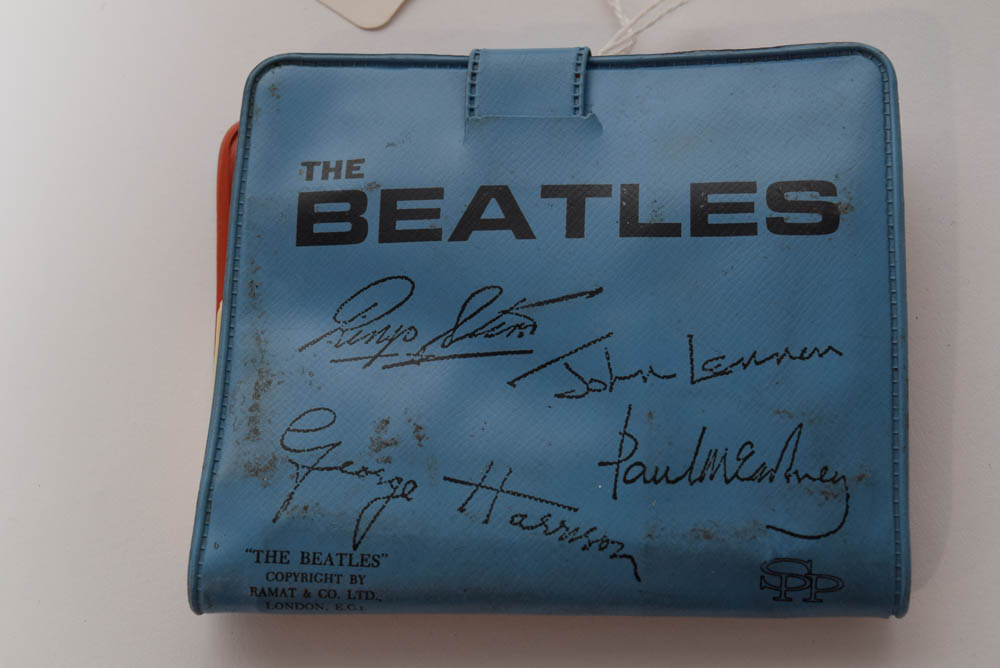 THE
BEATLES
Ringo Starr
John Lennon
George Harrison
Paul McCartney
"THE BEATLES"
COPYRIGHT BY
RAMAT & CO. LTD.,
LONDON, E.C.1
SPP